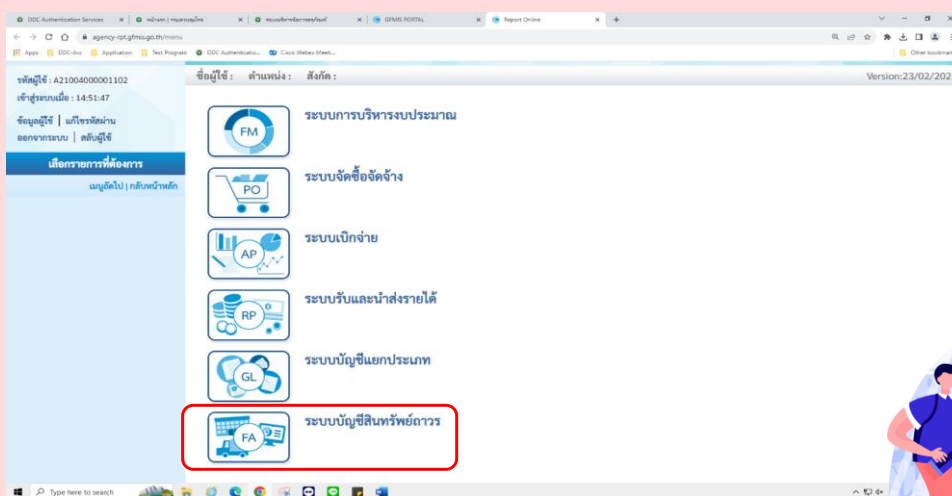 DDC Authentication Services
GFMIS PORTAL
Report Online
agency-rpt.gfmis.go.th/menu
Apps
DDC-Aur
Application
Test Program
DDC Authenticatio...
Cisco Webex Meeti...
Other bookmar
รหัสผู้ใช้ : A21004000001102
เข้าสู่ระบบเมื่อ : 14:51:47
ข้อมูลผู้ใช้ | แก้ไขรหัสผ่าน
ออกจากระบบ | สลับผู้ใช้
เลือกรายการที่ต้องการ
เมนูถัดไป | กลับหน้าหลัก
ชื่อผู้ใช้ : ตำแหน่ง : สังกัด :
Version:23/02/202
FM
ระบบการบริหารงบประมาณ
PO
ระบบจัดซื้อจัดจ้าง
AP
ระบบเบิกจ่าย
RP
ระบบรับและนำส่งรายได้
GL
ระบบบัญชีแยกประเภท
FA
ระบบบัญชีสินทรัพย์ถาวร
Type here to search